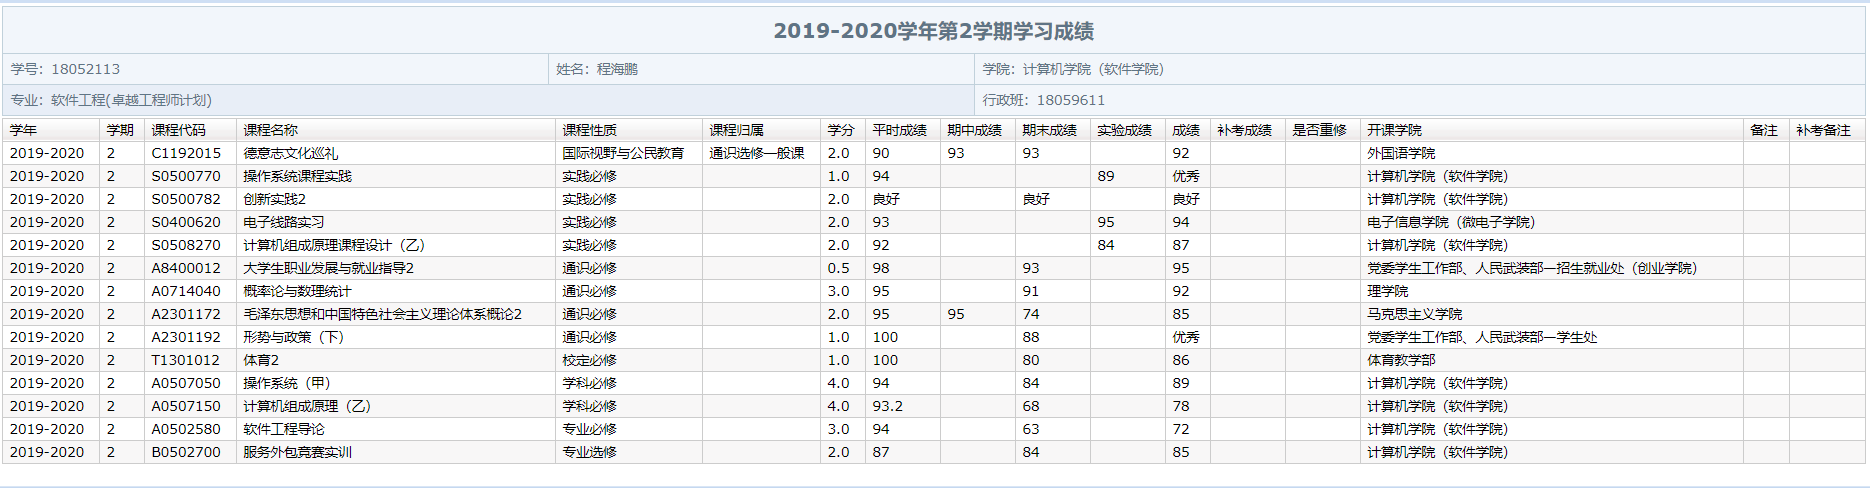 2019-2020学年第2学期学习成绩
学号：18052113 姓名：程海鹏 学院：计算机学院（软件学院）
专业：软件工程(卓越工程师计划) 行政班：18059611
学年 学期 课程代码 课程名称 课程性质 课程归属 学分 平时成绩 期中成绩 期末成绩 实验成绩 成绩 补考成绩 是否重修 开课学院 备注 补考备注
2019-2020 2 C1192015 德意志文化巡礼 国际视野与公民教育 通识选修一般课 2.0 90 93 93 92 外国语学院
2019-2020 2 S0500770 操作系统课程实践 实践必修 1.0 94 89 优秀 计算机学院（软件学院）
2019-2020 2 S0500782 创新实践2 实践必修 2.0 良好 良好 良好 计算机学院（软件学院）
2019-2020 2 S0400620 电子线路实习 实践必修 2.0 93 95 94 电子信息学院（微电子学院）
2019-2020 2 S0508270 计算机组成原理课程设计（乙） 实践必修 2.0 92 84 87 计算机学院（软件学院）
2019-2020 2 A8400012 大学生职业发展与就业指导2 通识必修 0.5 98 93 95 党委学生工作部、人民武装部—招生就业处（创业学院）
2019-2020 2 A0714040 概率论与数理统计 通识必修 3.0 95 91 92 理学院
2019-2020 2 A2301172 毛泽东思想和中国特色社会主义理论体系概论2 通识必修 2.0 95 95 74 85 马克思主义学院
2019-2020 2 A2301192 形势与政策（下） 通识必修 1.0 100 88 优秀 党委学生工作部、人民武装部—学生处
2019-2020 2 T1301012 体育2 校定必修 1.0 100 80 86 体育教学部
2019-2020 2 A0507050 操作系统（甲） 学科必修 4.0 94 84 89 计算机学院（软件学院）
2019-2020 2 A0507150 计算机组成原理（乙） 学科必修 4.0 93.2 68 78 计算机学院（软件学院）
2019-2020 2 A0502580 软件工程导论 专业必修 3.0 94 63 72 计算机学院（软件学院）
2019-2020 2 B0502700 服务外包竞赛实训 专业选修 2.0 87 84 85 计算机学院（软件学院）